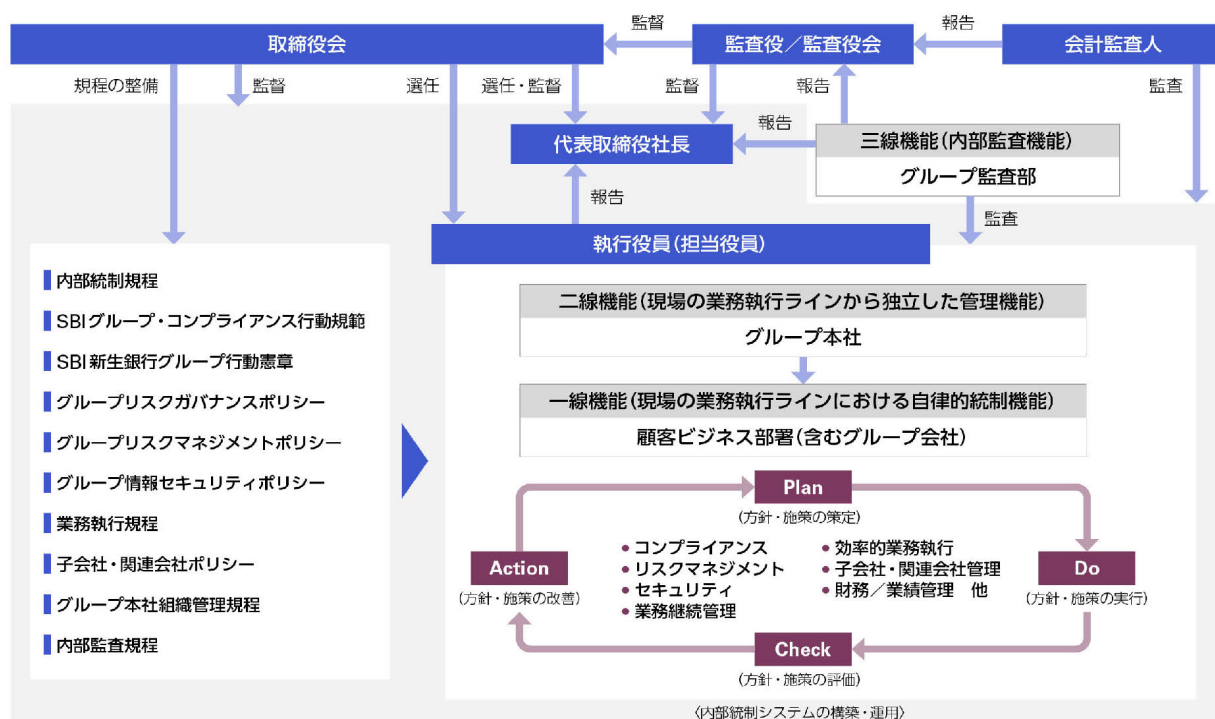 監督
報告
取締役会
監査役／監査役会
会計監査人
規程の整備
監督
選任
選任・監督
監督
報告
監査
報告
代表取締役社長
三線機能（内部監査機能）
グループ監査部
報告
監査
執行役員（担当役員）
内部統制規程
SBIグループ・コンプライアンス行動規範
SBI新生銀行グループ行動憲章
グループリスクガバナンスポリシー
グループリスクマネジメントポリシー
グループ情報セキュリティポリシー
業務執行規程
子会社・関連会社ポリシー
グループ本社組織管理規程
内部監査規程
二線機能（現場の業務執行ラインから独立した管理機能）
グループ本社
一線機能（現場の業務執行ラインにおける自律的統制機能）
顧客ビジネス部署（含むグループ会社）
Plan
（方針・施策の策定）
Action
（方針・施策の改善）
• コンプライアンス
• リスクマネジメント
• セキュリティ
• 業務継続管理
• 効率的業務執行
• 子会社・関連会社管理
• 財務／業績管理　他
Do
（方針・施策の実行）
Check
（方針・施策の評価）
〈内部統制システムの構築・運用〉